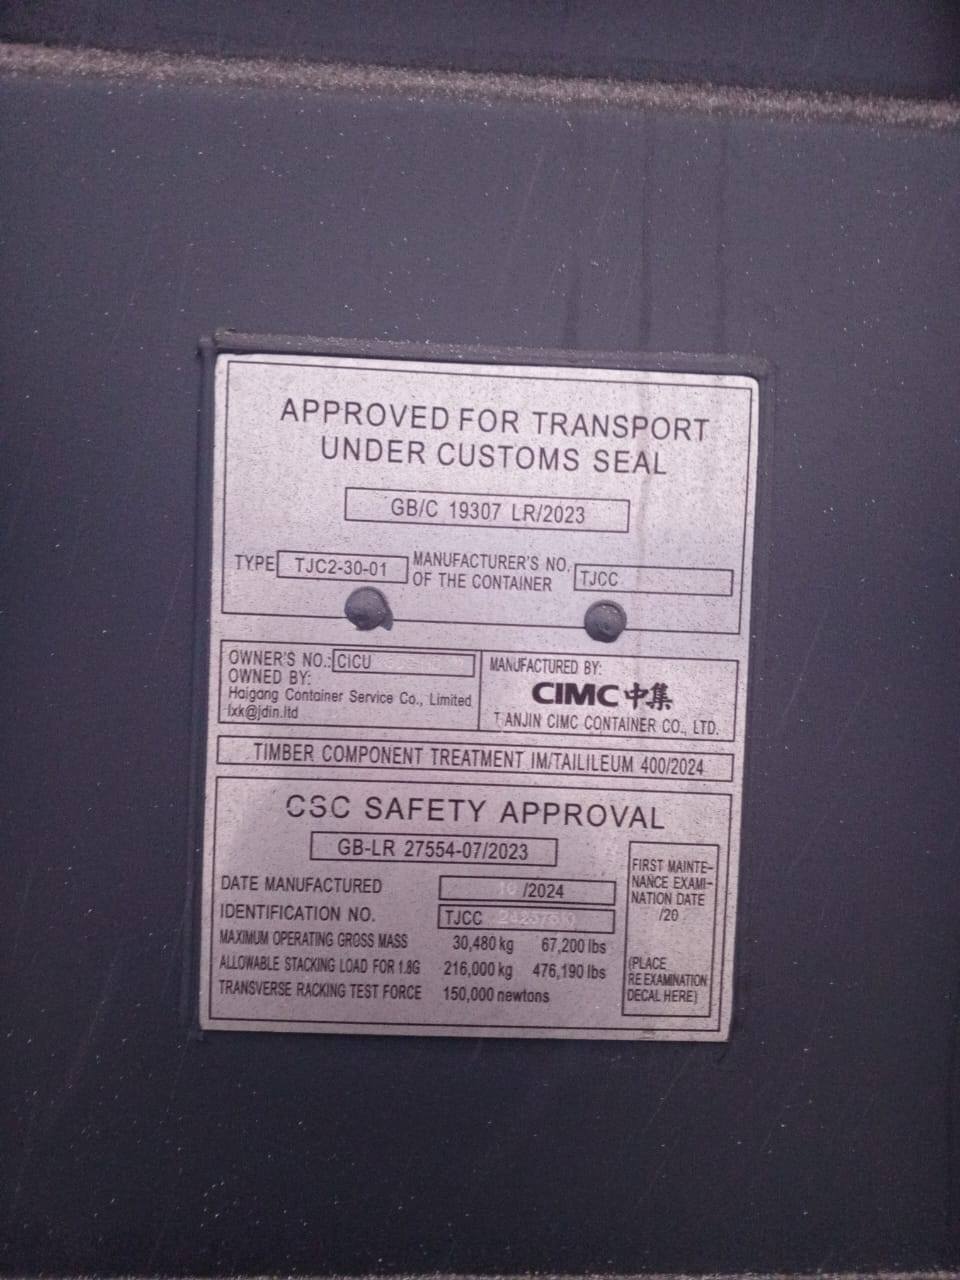 APPROVED FOR TRANSPORT
UNDER CUSTOMS SEAL
GB/C 19307 LR/2023
TYPE TJC2-30-01 MANUFACTURER'S NO.
OF THE CONTAINER TJCC
OWNER'S NO.: CICU
OWNED BY:
Haigang Container Service Co., Limited
lxk@jdin.ltd
MANUFACTURED BY:
CIMC 中集
TIANJIN CIMC CONTAINER CO., LTD.
TIMBER COMPONENT TREATMENT IM/TAILILEUM 400/2024
CSC SAFETY APPROVAL
GB-LR 27554-07/2023
DATE MANUFACTURED 10/2024
IDENTIFICATION NO. TJCC
MAXIMUM OPERATING GROSS MASS 30,480 kg 67,200 lbs
ALLOWABLE STACKING LOAD FOR 1.8G 216,000 kg 476,190 lbs
TRANSVERSE RACKING TEST FORCE 150,000 newtons
FIRST MAINTE-
NANCE EXAMI-
NATION DATE
/20
(PLACE
REEXAMINATION
DECAL HERE)